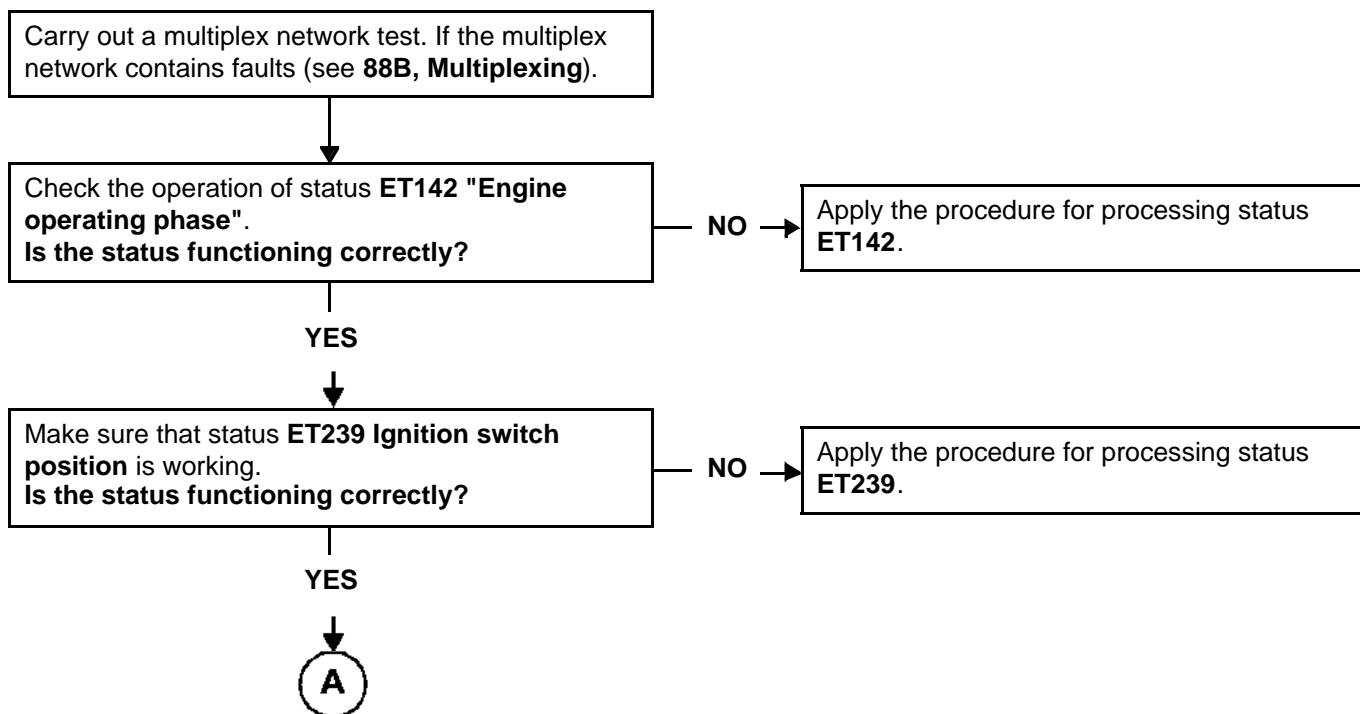 Carry out a multiplex network test. If the multiplex
network contains faults (see 88B, Multiplexing).
Check the operation of status ET142 "Engine
operating phase".
Is the status functioning correctly?
NO
Apply the procedure for processing status
ET142.
YES
Make sure that status ET239 Ignition switch
position is working.
Is the status functioning correctly?
NO
Apply the procedure for processing status
ET239.
YES
A